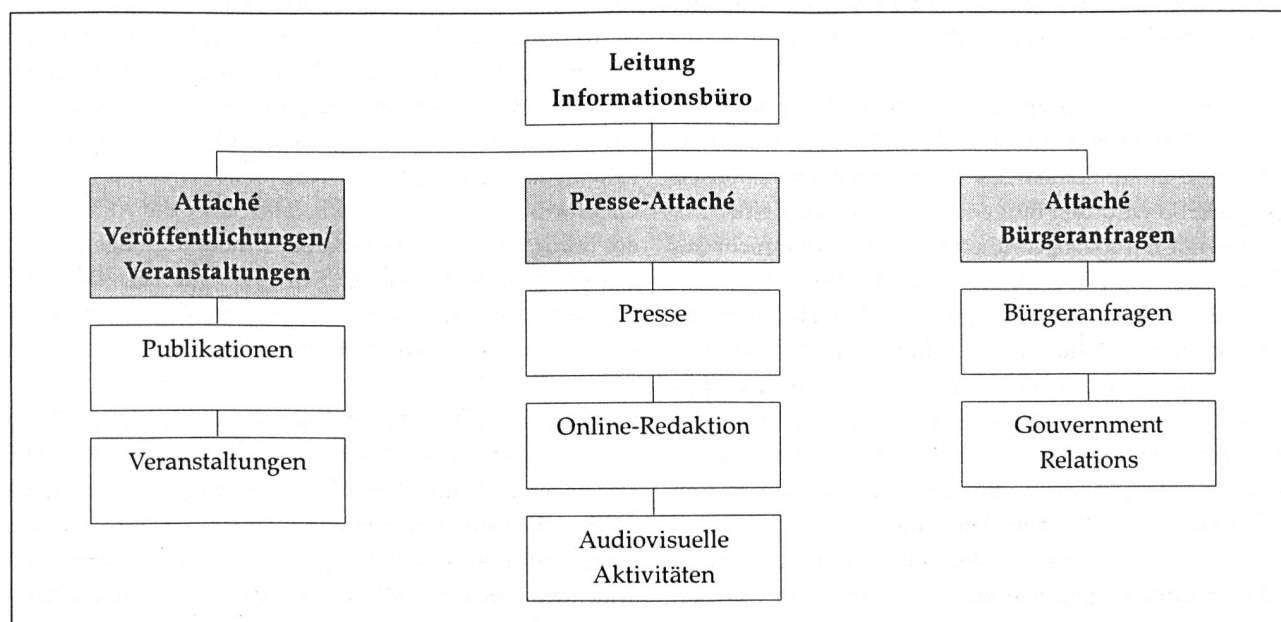 Leitung
Informationsbüro
Attaché
Veröffentlichungen/
Veranstaltungen
Publikationen
Veranstaltungen
Presse-Attaché
Presse
Online-Redaktion
Audiovisuelle
Aktivitäten
Attaché
Bürgeranfragen
Bürgeranfragen
Gouvernment
Relations